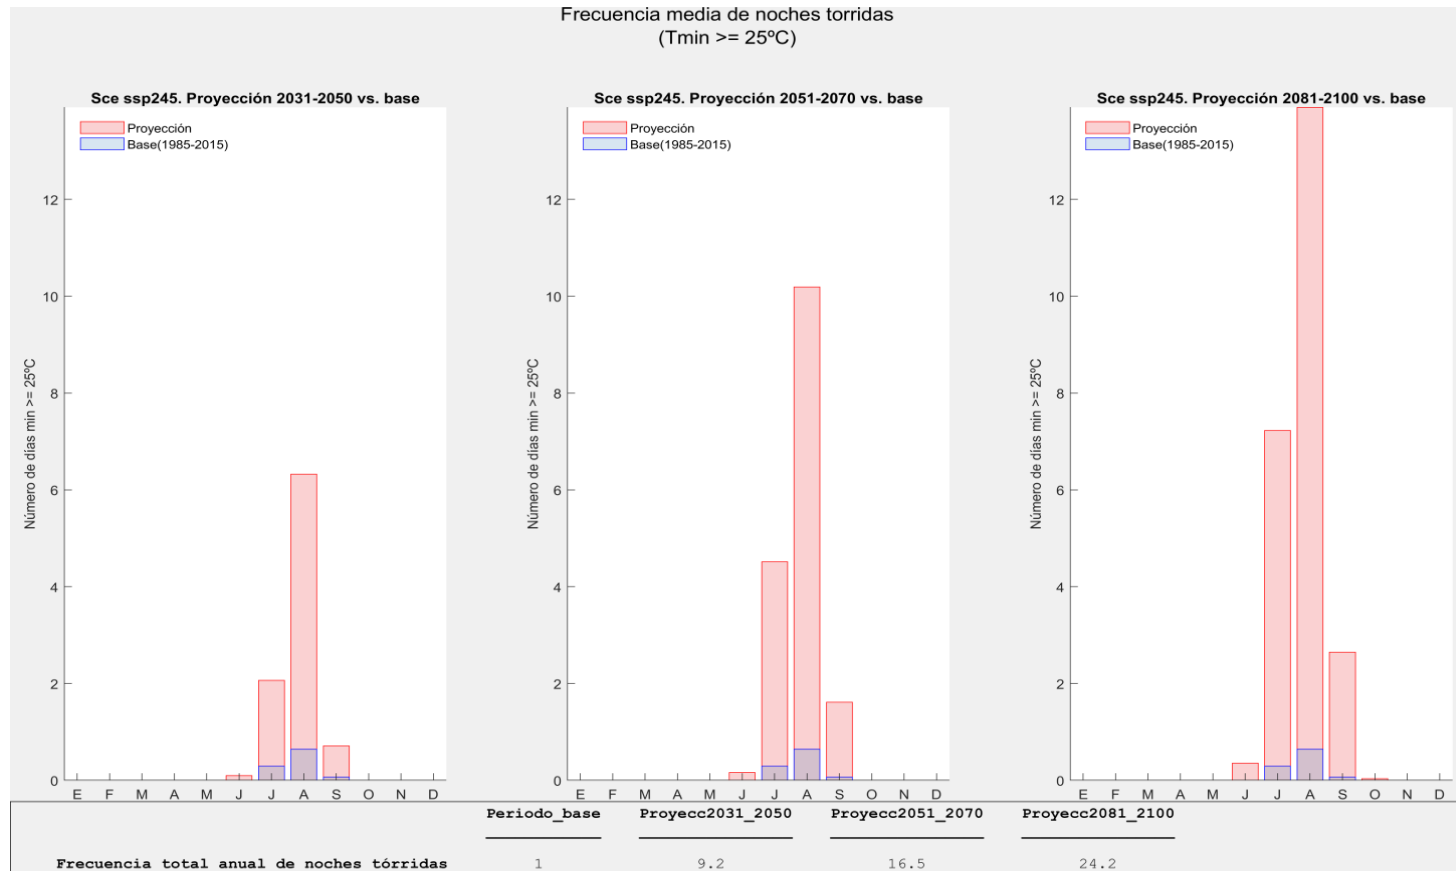 Frecuencia media de noches torridas
(Tmin >= 25ºC)
Sce ssp245. Proyección 2031-2050 vs. base
Proyección
Base(1985-2015)
12
10
8
6
4
2
0
Número de días min >= 25ºC
E F M A M J J A S O N D
Sce ssp245. Proyección 2051-2070 vs. base
Proyección
Base(1985-2015)
12
10
8
6
4
2
0
Número de días min >= 25ºC
E F M A M J J A S O N D
Sce ssp245. Proyección 2081-2100 vs. base
Proyección
Base(1985-2015)
12
10
8
6
4
2
0
Número de días min >= 25ºC
E F M A M J J A S O N D
Periodo_base Proyecc2031_2050 Proyecc2051_2070 Proyecc2081_2100
Frecuencia total anual de noches tórridas 1 9.2 16.5 24.2